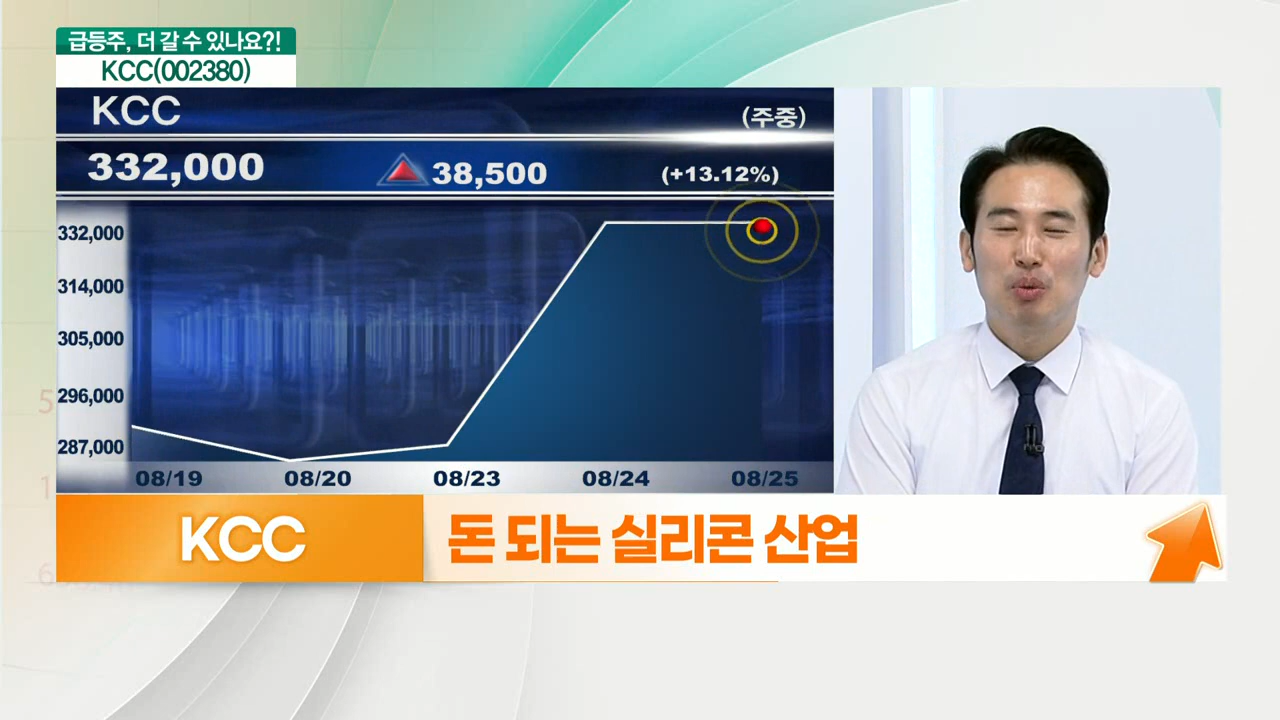 급등주, 더 갈 수 있나요?!
KCC(002380)
KCC
(주중)
332,000
38,500
(+13.12%)
332,000
314,000
305,000
296,000
287,000
08/19
08/20
08/23
08/24
08/25
KCC
돈 되는 실리콘 산업